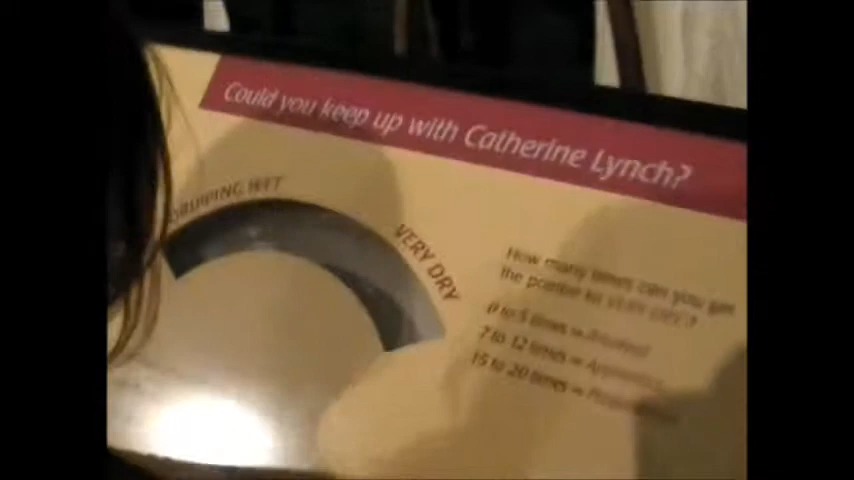 Could you keep up with Catherine Lynch?
DRIPPING WET
VERY DRY
How many times can you get
the pointer to VERY DRY?
0 to 5 times =
7 to 12 times = Apprentice
15 to 20 times =